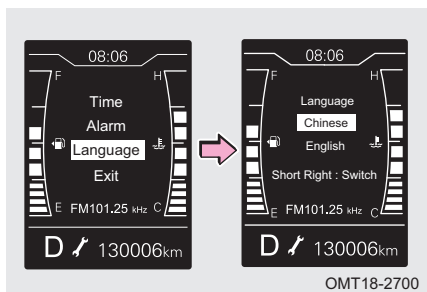 08:06
F H
Time
Alarm
Language
Exit
E FM101.25 kHz C
D 130006km
08:06
F H
Language
Chinese
English
Short Right : Switch
E FM101.25 kHz C
D 130006km
OMT18-2700